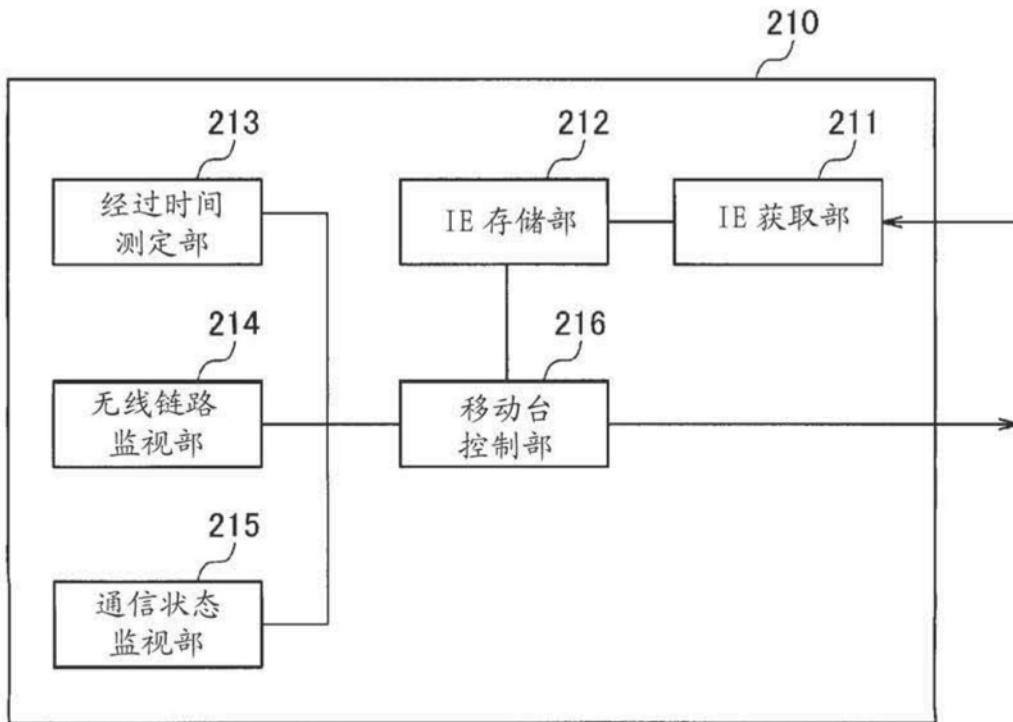 210
213
212
211
经过时间
测定部
IE 存储部
IE 获取部
214
216
无线链路
监视部
移动台
控制部
215
通信状态
监视部